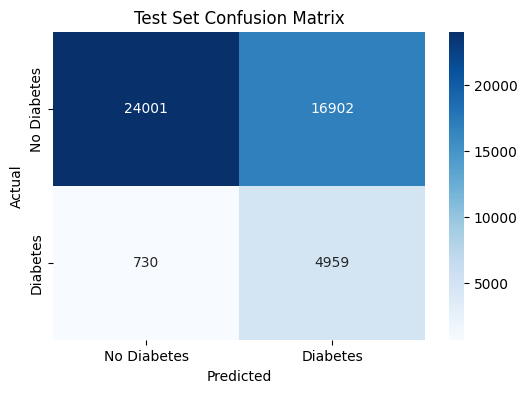 Test Set Confusion Matrix
No Diabetes
24001
16902
Diabetes
730
4959
Actual
No Diabetes
Diabetes
Predicted
20000
15000
10000
5000